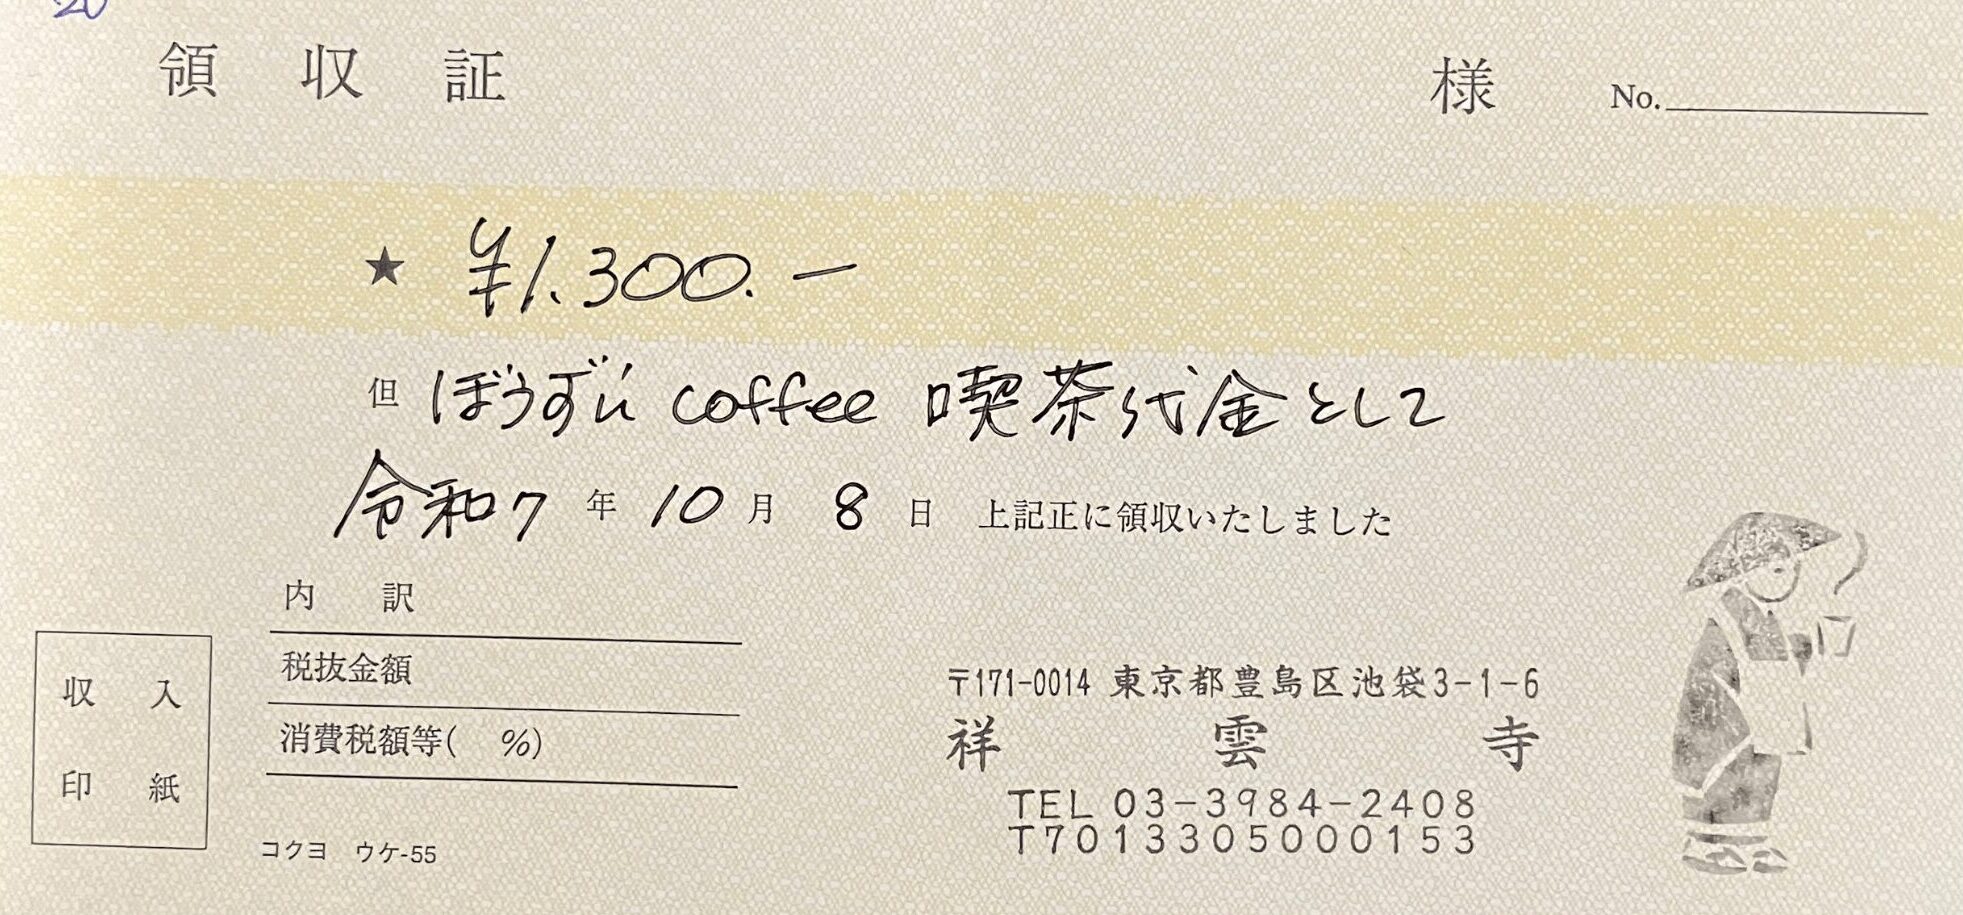 20
領収証 様 No.
★ ¥1.300.−
但 ぼうず'n coffee 喫茶代金として
令和7年10月8日 上記正に領収いたしました
内訳
税抜金額
消費税額等( %)
収入
印紙
コクヨ ウケ-55
〒171-0014 東京都豊島区池袋3-1-6
祥雲寺
TEL 03-3984-2408
T7013305000153